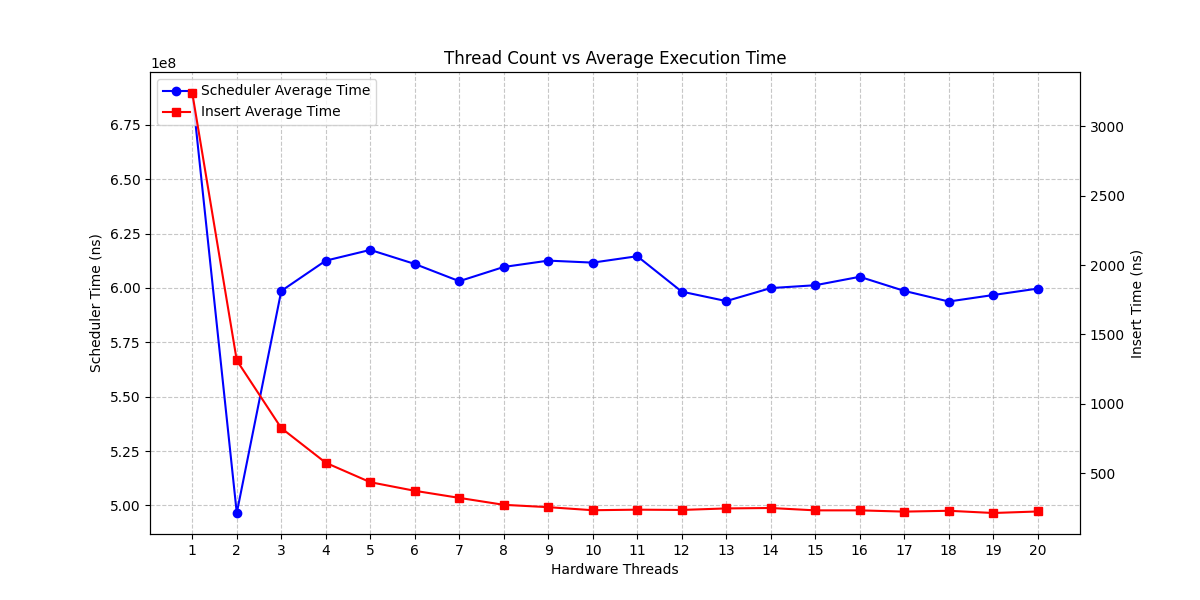 Thread Count vs Average Execution Time
1e8
Scheduler Average Time
Insert Average Time
6.75
6.50
6.25
6.00
5.75
5.50
5.25
5.00
Scheduler Time (ns)
3000
2500
2000
1500
1000
500
Insert Time (ns)
1 2 3 4 5 6 7 8 9 10 11 12 13 14 15 16 17 18 19 20
Hardware Threads